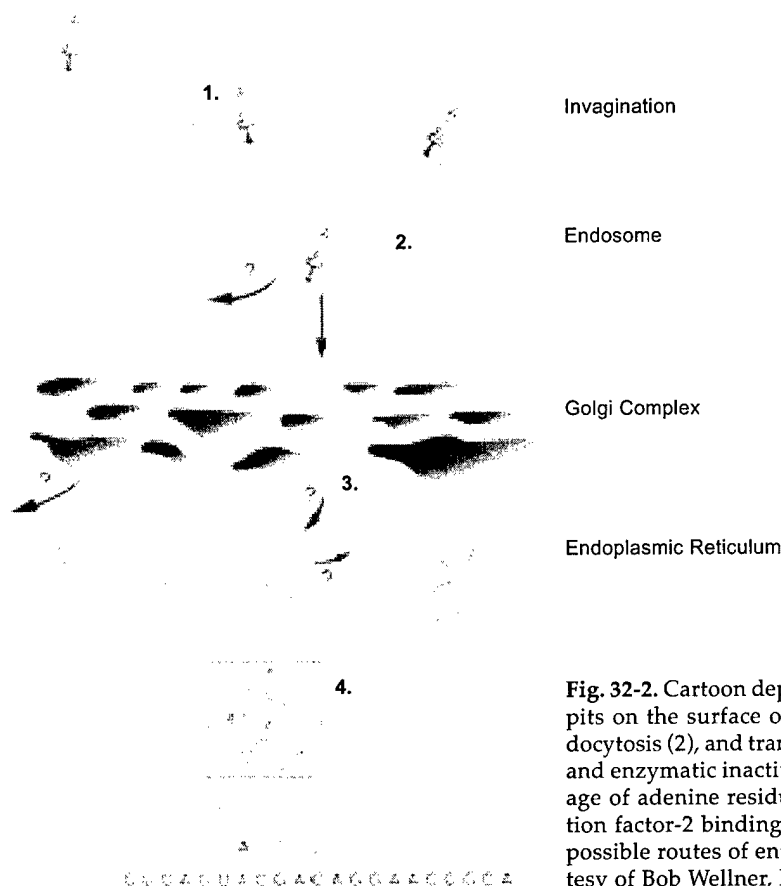 1.
Invagination
2.
Endosome
?
Golgi Complex
?
3.
?
Endoplasmic Reticulum
?
4.
Fig. 32-2. Cartoon dep
pits on the surface o
docytosis (2), and tran
and enzymatic inacti
age of adenine residu
tion factor-2 binding
possible routes of en
tesy of Bob Wellner,